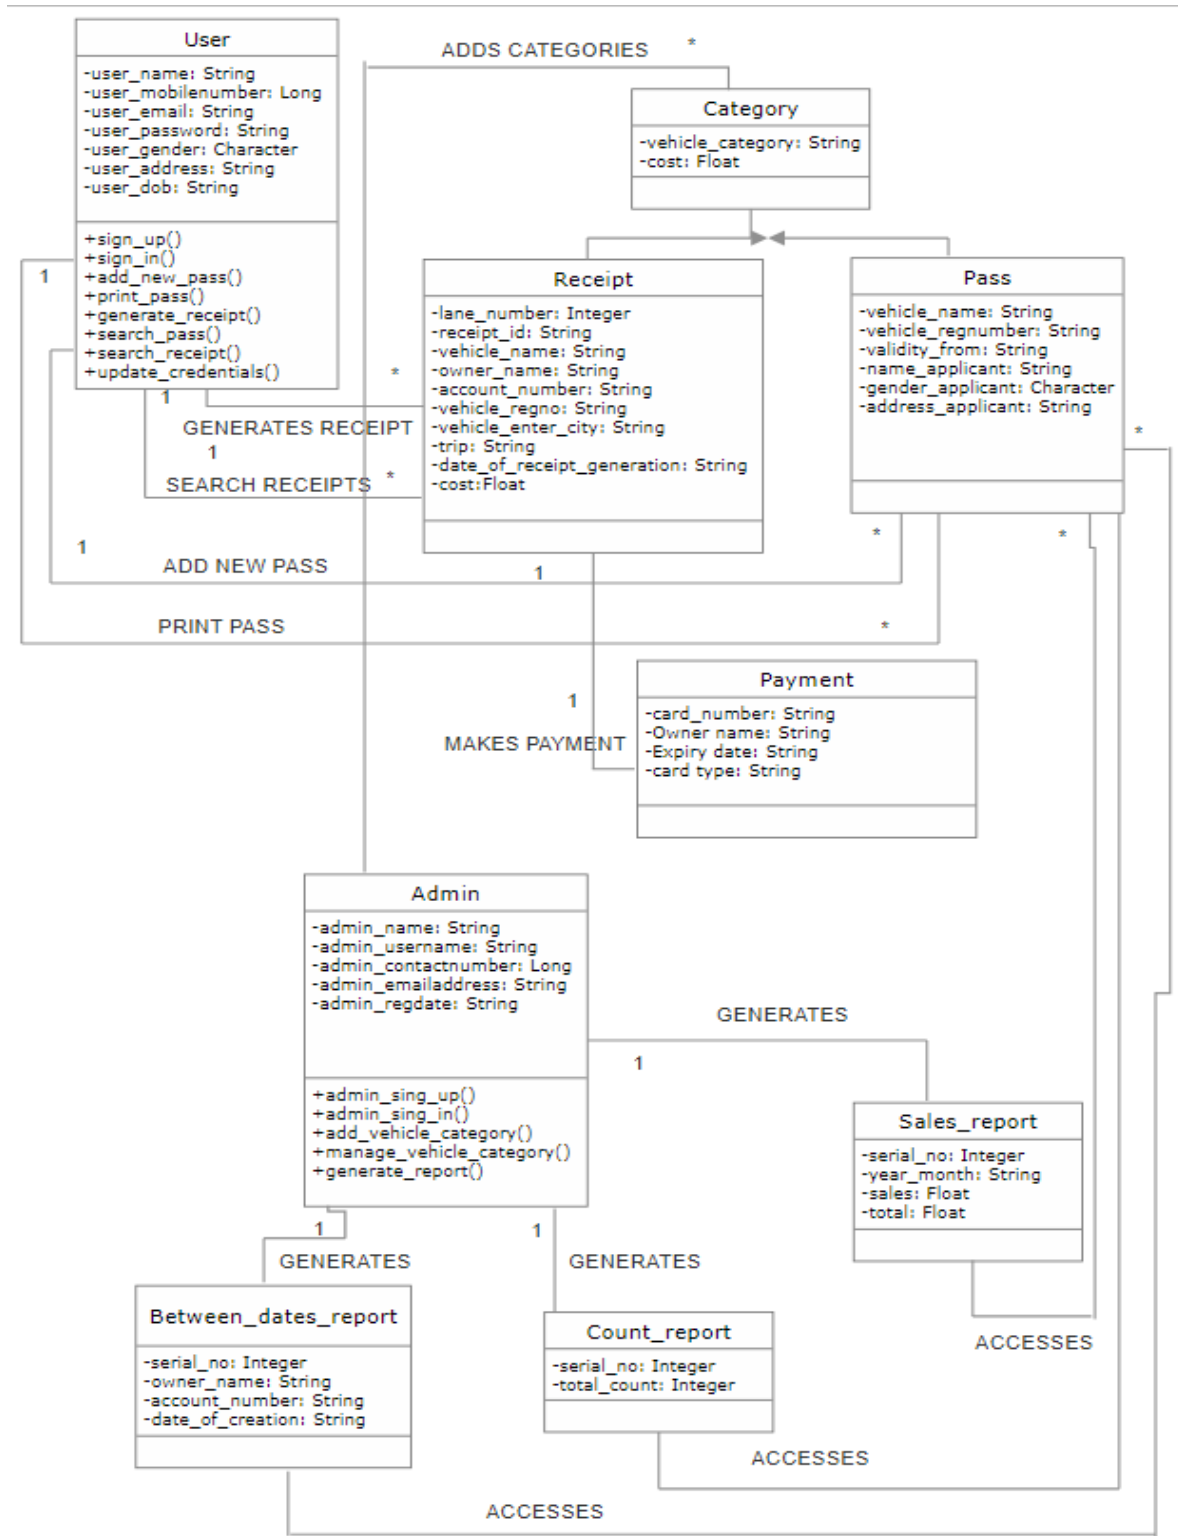 User
-user_name: String
-user_mobilenumber: Long
-user_email: String
-user_password: String
-user_gender: Character
-user_address: String
-user_dob: String
+sign_up()
+sign_in()
+add_new_pass()
+print_pass()
+generate_receipt()
+search_pass()
+search_receipt()
+update_credentials()
ADDS CATEGORIES
*
Category
-vehicle_category: String
-cost: Float
Receipt
-lane_number: Integer
-receipt_id: String
-vehicle_name: String
-owner_name: String
-account_number: String
-vehicle_regno: String
-vehicle_enter_city: String
-trip: String
-date_of_receipt_generation: String
-cost:Float
Pass
-vehicle_name: String
-vehicle_regnumber: String
-validity_from: String
-name_applicant: String
-gender_applicant: Character
-address_applicant: String
1
*
1
GENERATES RECEIPT
1
SEARCH RECEIPTS
*
*
1
ADD NEW PASS
1
*
*
PRINT PASS
*
Payment
-card_number: String
-Owner name: String
-Expiry date: String
-card type: String
1
MAKES PAYMENT
Admin
-admin_name: String
-admin_username: String
-admin_contactnumber: Long
-admin_emailaddress: String
-admin_regdate: String
+admin_sing_up()
+admin_sing_in()
+add_vehicle_category()
+manage_vehicle_category()
+generate_report()
GENERATES
1
Sales_report
-serial_no: Integer
-year_month: String
-sales: Float
-total: Float
1
GENERATES
1
GENERATES
Between_dates_report
-serial_no: Integer
-owner_name: String
-account_number: String
-date_of_creation: String
Count_report
-serial_no: Integer
-total_count: Integer
ACCESSES
ACCESSES
ACCESSES